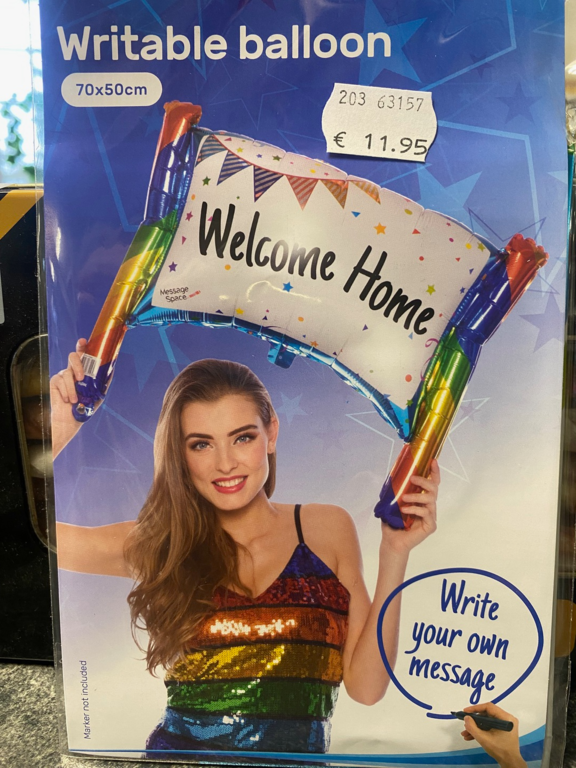 Writable balloon
70x50cm
203 63157
€ 11.95
Welcome Home
Message
Space
Write
your own
message
Marker not included